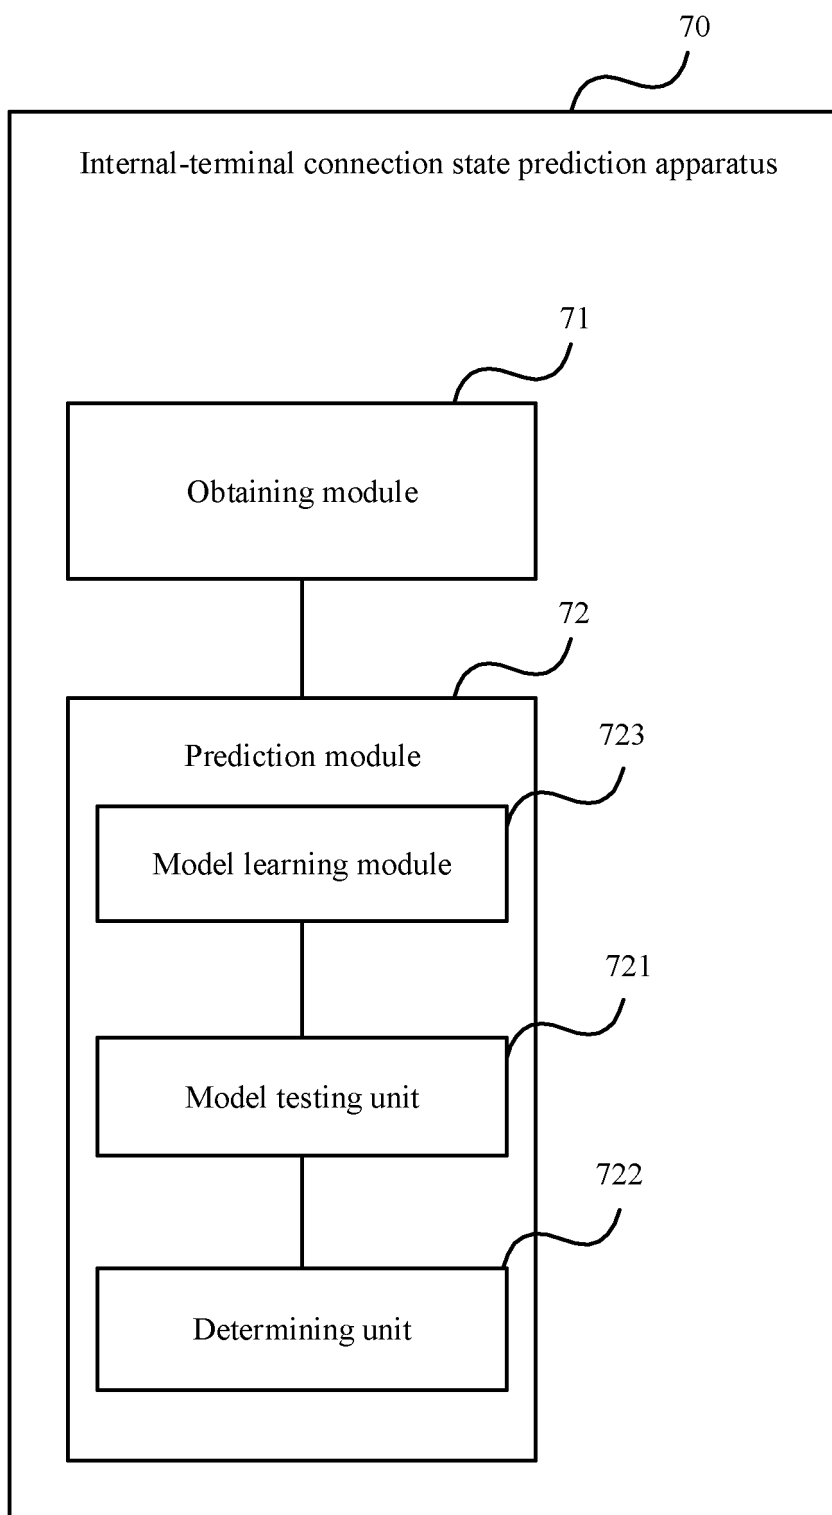 70
Internal-terminal connection state prediction apparatus
71
Obtaining module
72
Prediction module
723
Model learning module
721
Model testing unit
722
Determining unit